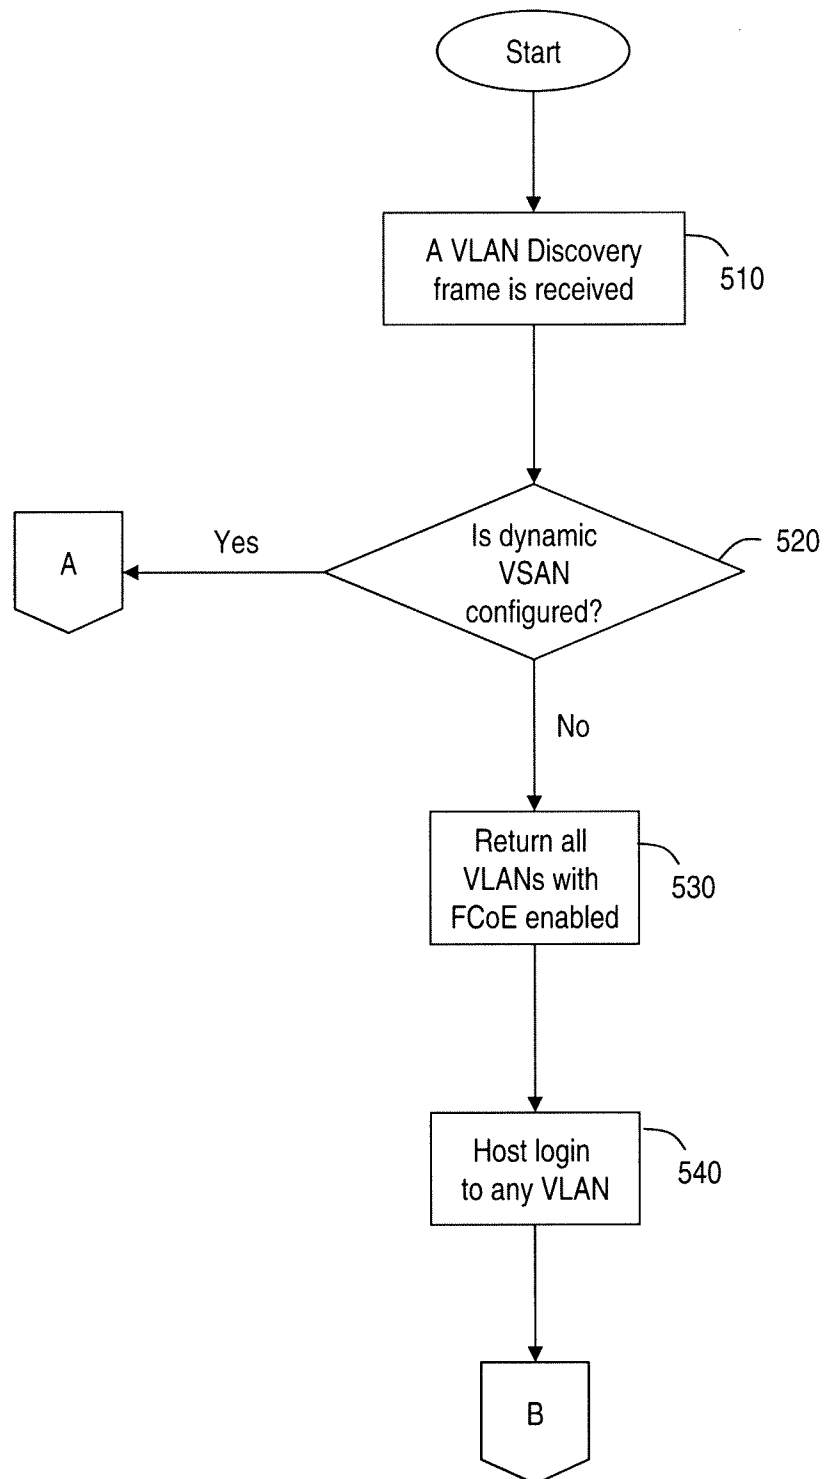 Start
A VLAN Discovery
frame is received
510
Is dynamic
VSAN
configured?
520
Yes
A
No
Return all
VLANs with
FCoE enabled
530
Host login
to any VLAN
540
B